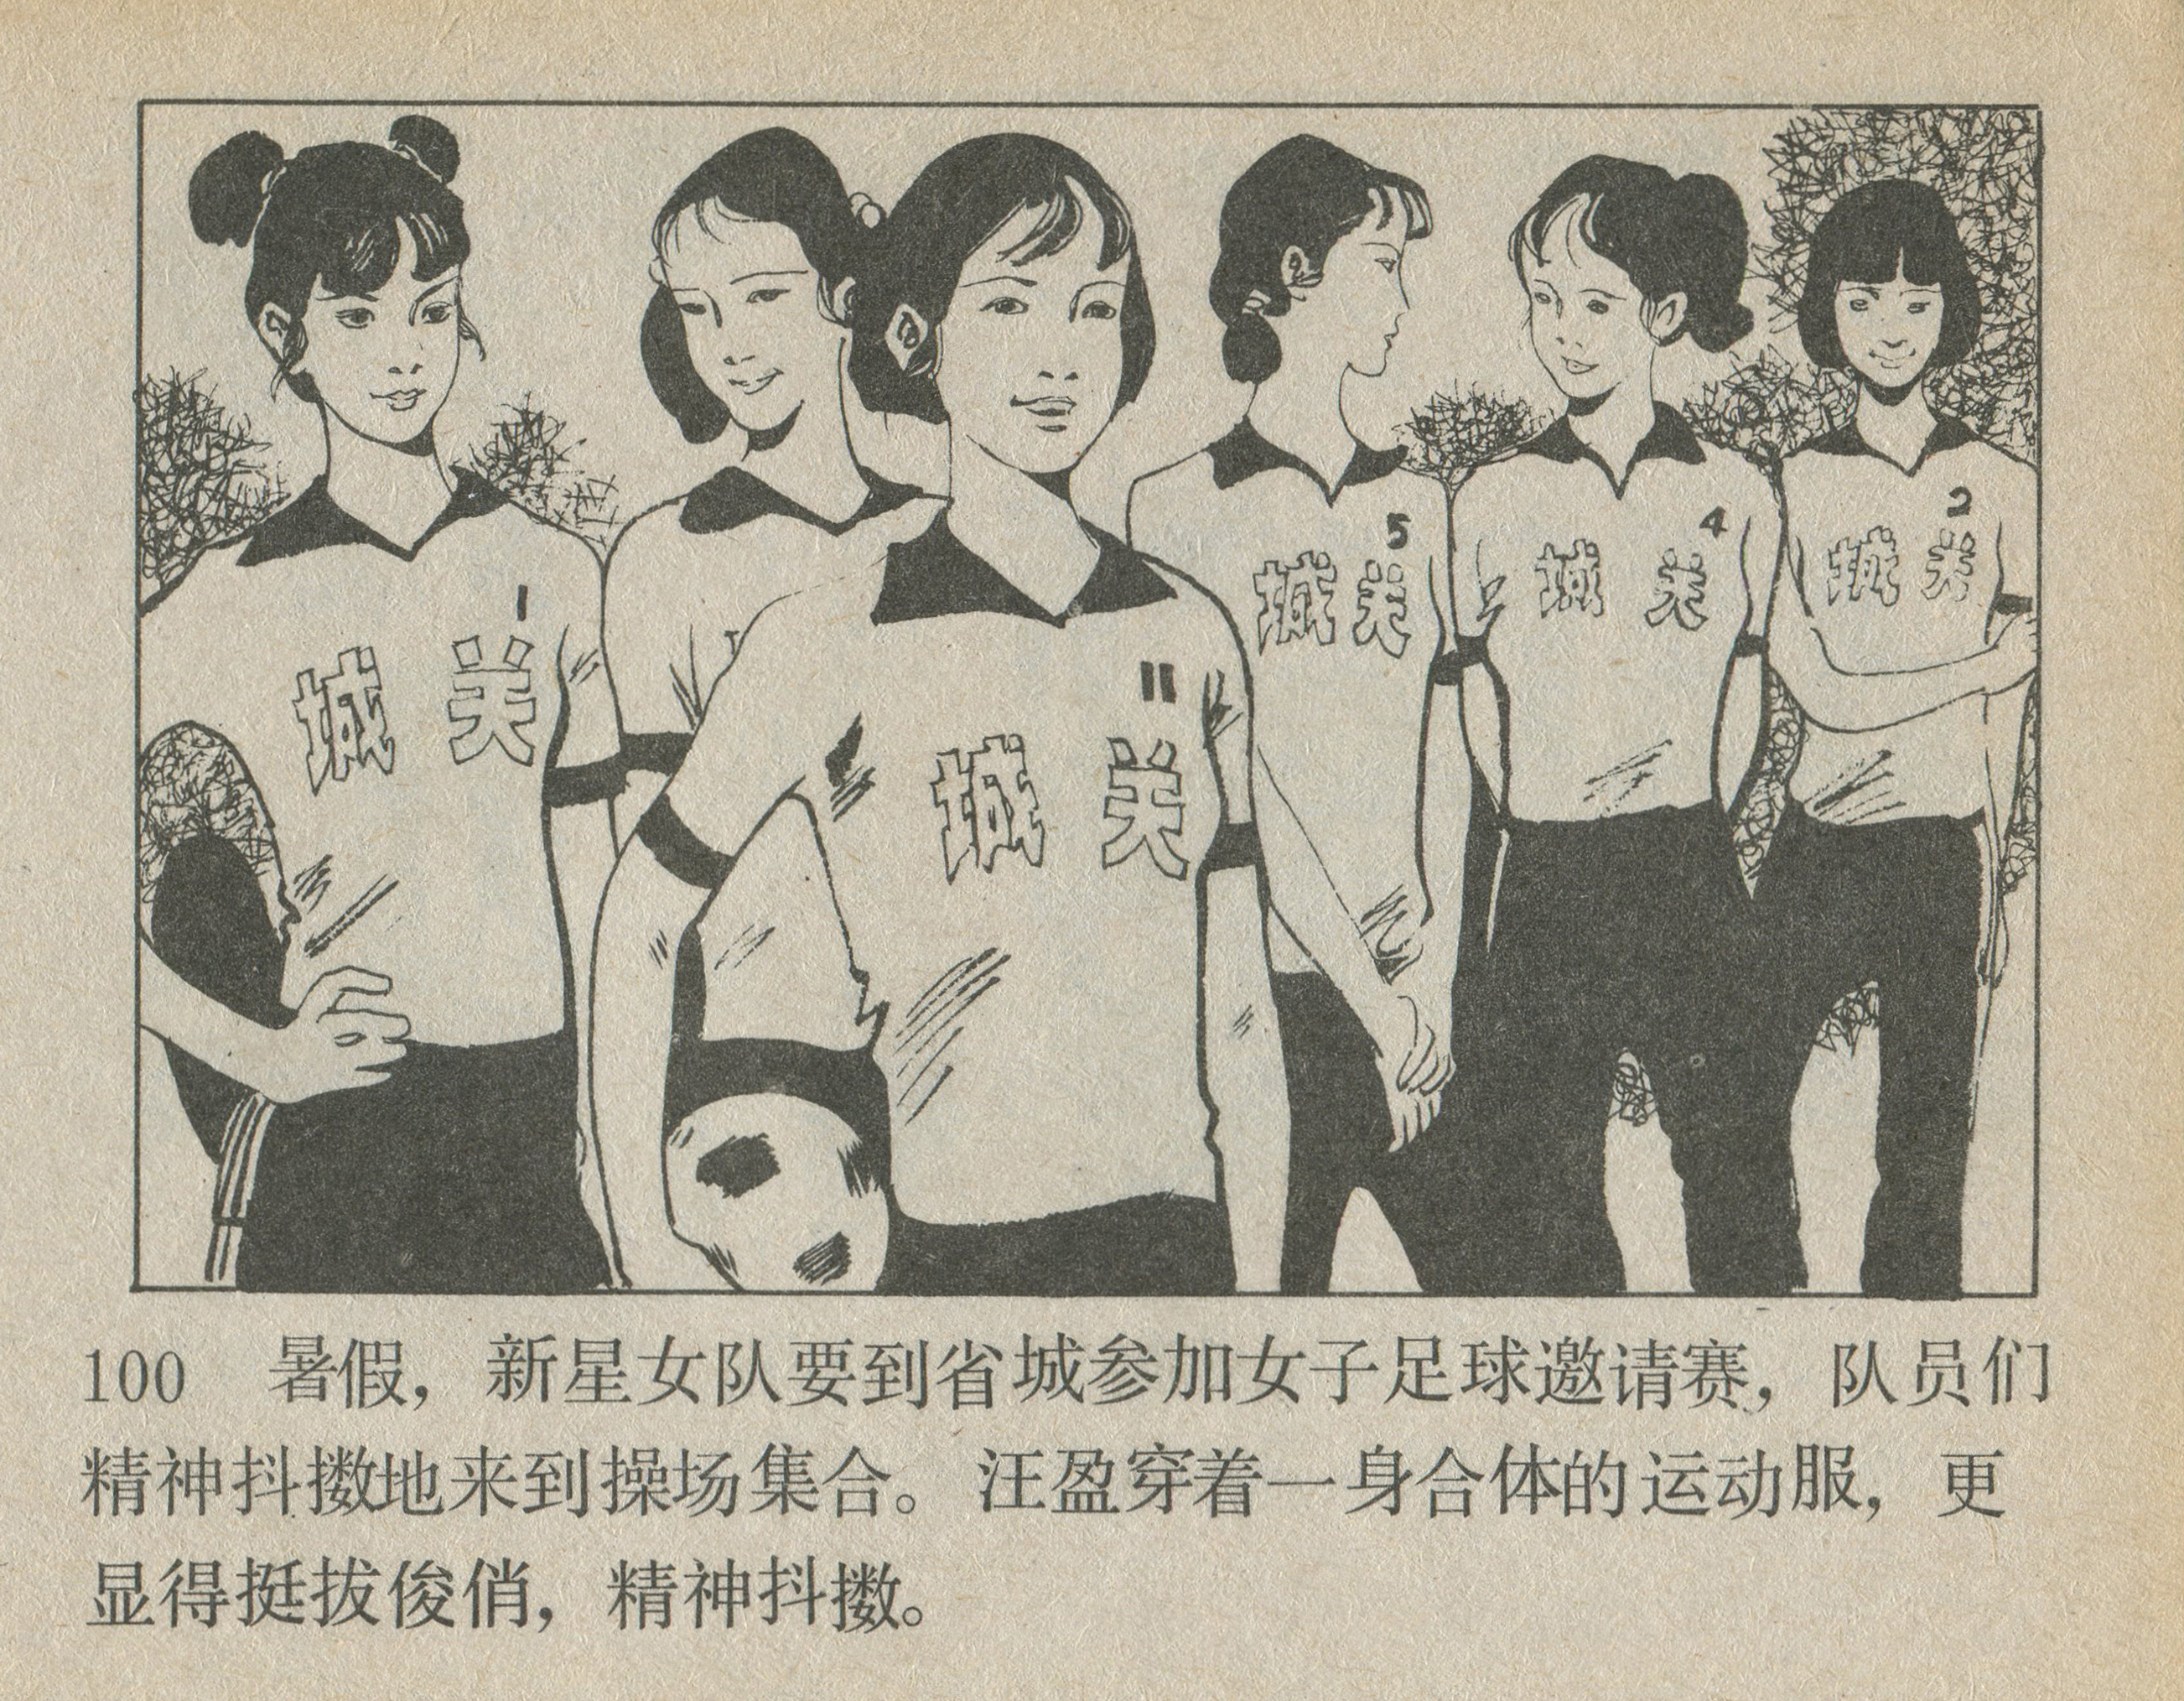 1
城 关
11
城 关
5
城 关
4
城 关
2
城 关
100 暑假，新星女队要到省城参加女子足球邀请赛，队员们
精神抖擞地来到操场集合。汪盈穿着一身合体的运动服，更
显得挺拔俊俏，精神抖擞。